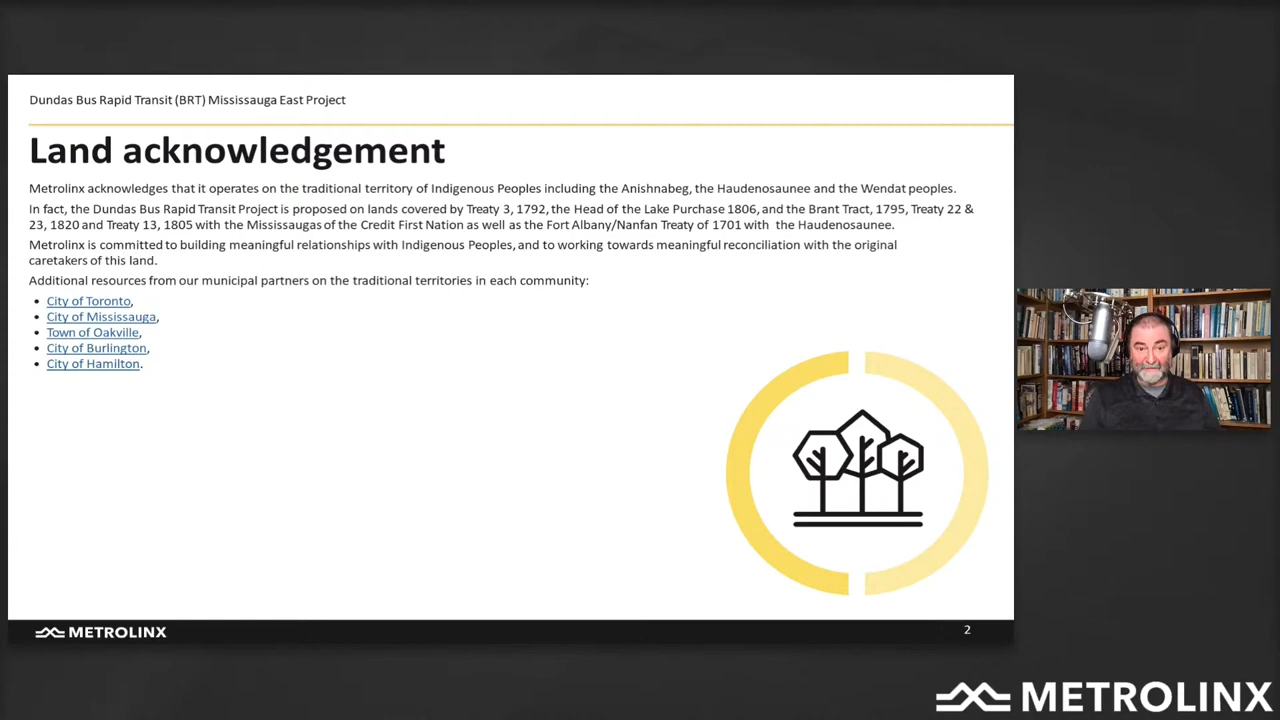 Dundas Bus Rapid Transit (BRT) Mississauga East Project
Land acknowledgement
Metrolinx acknowledges that it operates on the traditional territory of Indigenous Peoples including the Anishnabeg, the Haudenosaunee and the Wendat peoples.
In fact, the Dundas Bus Rapid Transit Project is proposed on lands covered by Treaty 3, 1792, the Head of the Lake Purchase 1806, and the Brant Tract, 1795, Treaty 22 &
23, 1820 and Treaty 13, 1805 with the Mississaugas of the Credit First Nation as well as the Fort Albany/Nanfan Treaty of 1701 with the Haudenosaunee.
Metrolinx is committed to building meaningful relationships with Indigenous Peoples, and to working towards meaningful reconciliation with the original
caretakers of this land.
Additional resources from our municipal partners on the traditional territories in each community:
• City of Toronto,
• City of Mississauga,
• Town of Oakville,
• City of Burlington,
• City of Hamilton.
METROLINX
2
METROLINX